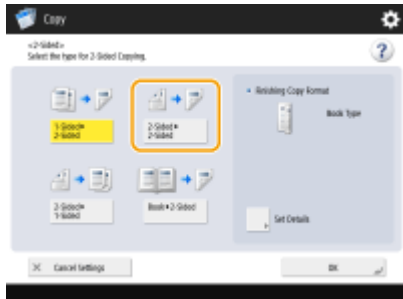 Copy
<2-Sided>
Select the type for 2-Sided Copying.
?
1-Sided▶
2-Sided
2-Sided▶
2-Sided
2-Sided▶
1-Sided
Book▶2-Sided
• Finishing Copy Format
Book Type
Set Details
× Cancel Settings
OK